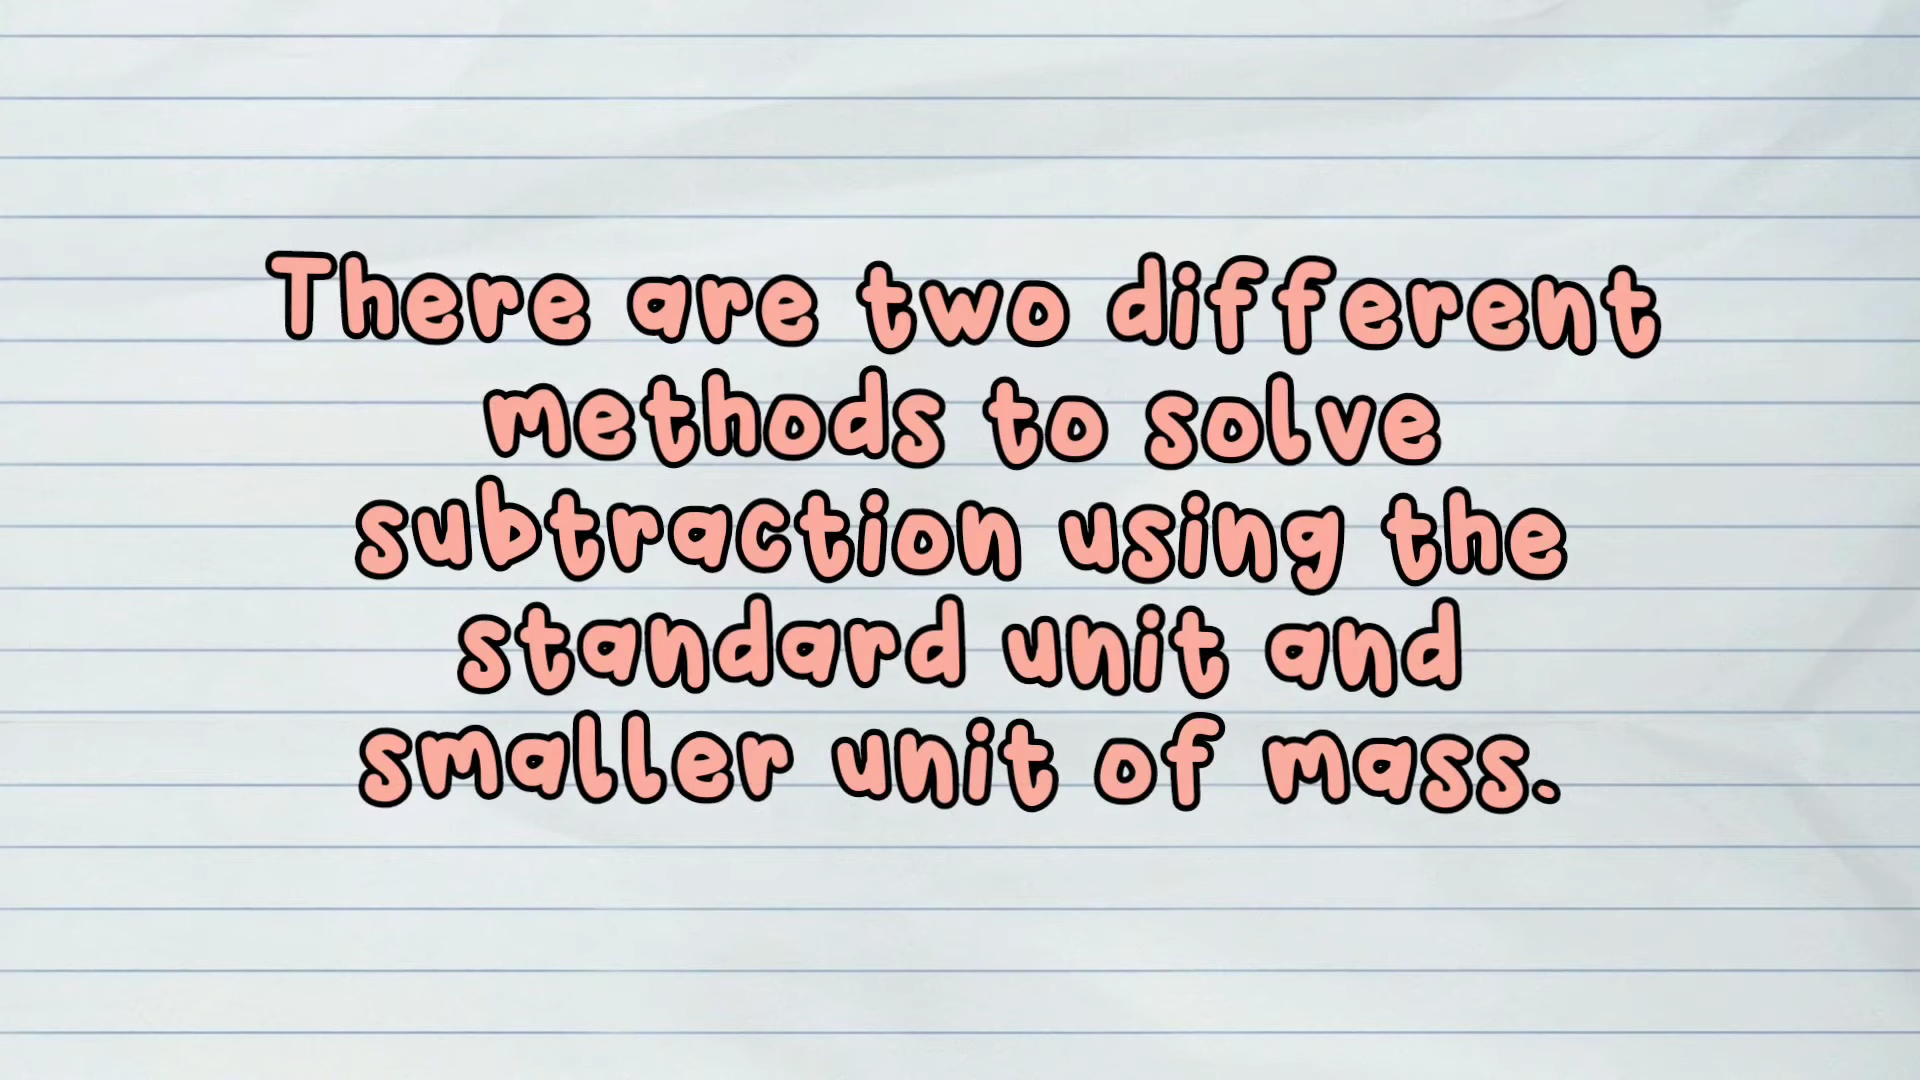 There are two different
methods to solve
subtraction using the
standard unit and
smaller unit of mass.